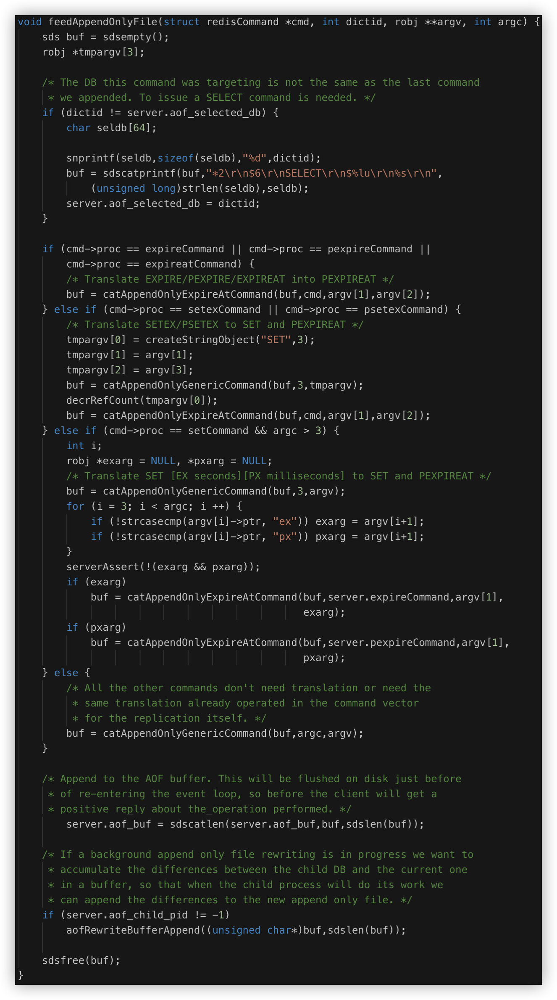 void feedAppendOnlyFile(struct redisCommand *cmd, int dictid, robj **argv, int argc) {
    sds buf = sdsempty();
    robj *tmpargv[3];

    /* The DB this command was targeting is not the same as the last command
     * we appended. To issue a SELECT command is needed. */
    if (dictid != server.aof_selected_db) {
        char seldb[64];

        snprintf(seldb,sizeof(seldb),"%d",dictid);
        buf = sdscatprintf(buf,"*2\r\n$6\r\nSELECT\r\n$%lu\r\n%s\r\n",
            (unsigned long)strlen(seldb),seldb);
        server.aof_selected_db = dictid;
    }

    if (cmd->proc == expireCommand || cmd->proc == pexpireCommand ||
        cmd->proc == expireatCommand) {
        /* Translate EXPIRE/PEXPIRE/EXPIREAT into PEXPIREAT */
        buf = catAppendOnlyExpireAtCommand(buf,cmd,argv[1],argv[2]);
    } else if (cmd->proc == setexCommand || cmd->proc == psetexCommand) {
        /* Translate SETEX/PSETEX to SET and PEXPIREAT */
        tmpargv[0] = createStringObject("SET",3);
        tmpargv[1] = argv[1];
        tmpargv[2] = argv[3];
        buf = catAppendOnlyGenericCommand(buf,3,tmpargv);
        decrRefCount(tmpargv[0]);
        buf = catAppendOnlyExpireAtCommand(buf,cmd,argv[1],argv[2]);
    } else if (cmd->proc == setCommand && argc > 3) {
        int i;
        robj *exarg = NULL, *pxarg = NULL;
        /* Translate SET [EX seconds][PX milliseconds] to SET and PEXPIREAT */
        buf = catAppendOnlyGenericCommand(buf,3,argv);
        for (i = 3; i < argc; i ++) {
            if (!strcasecmp(argv[i]->ptr, "ex")) exarg = argv[i+1];
            if (!strcasecmp(argv[i]->ptr, "px")) pxarg = argv[i+1];
        }
        serverAssert(!(exarg && pxarg));
        if (exarg)
            buf = catAppendOnlyExpireAtCommand(buf,server.expireCommand,argv[1],
                                               exarg);
        if (pxarg)
            buf = catAppendOnlyExpireAtCommand(buf,server.pexpireCommand,argv[1],
                                               pxarg);
    } else {
        /* All the other commands don't need translation or need the
         * same translation already operated in the command vector
         * for the replication itself. */
        buf = catAppendOnlyGenericCommand(buf,argc,argv);
    }

    /* Append to the AOF buffer. This will be flushed on disk just before
     * of re-entering the event loop, so before the client will get a
     * positive reply about the operation performed. */
        server.aof_buf = sdscatlen(server.aof_buf,buf,sdslen(buf));

    /* If a background append only file rewriting is in progress we want to
     * accumulate the differences between the child DB and the current one
     * in a buffer, so that when the child process will do its work we
     * can append the differences to the new append only file. */
    if (server.aof_child_pid != -1)
        aofRewriteBufferAppend((unsigned char*)buf,sdslen(buf));

    sdsfree(buf);
}